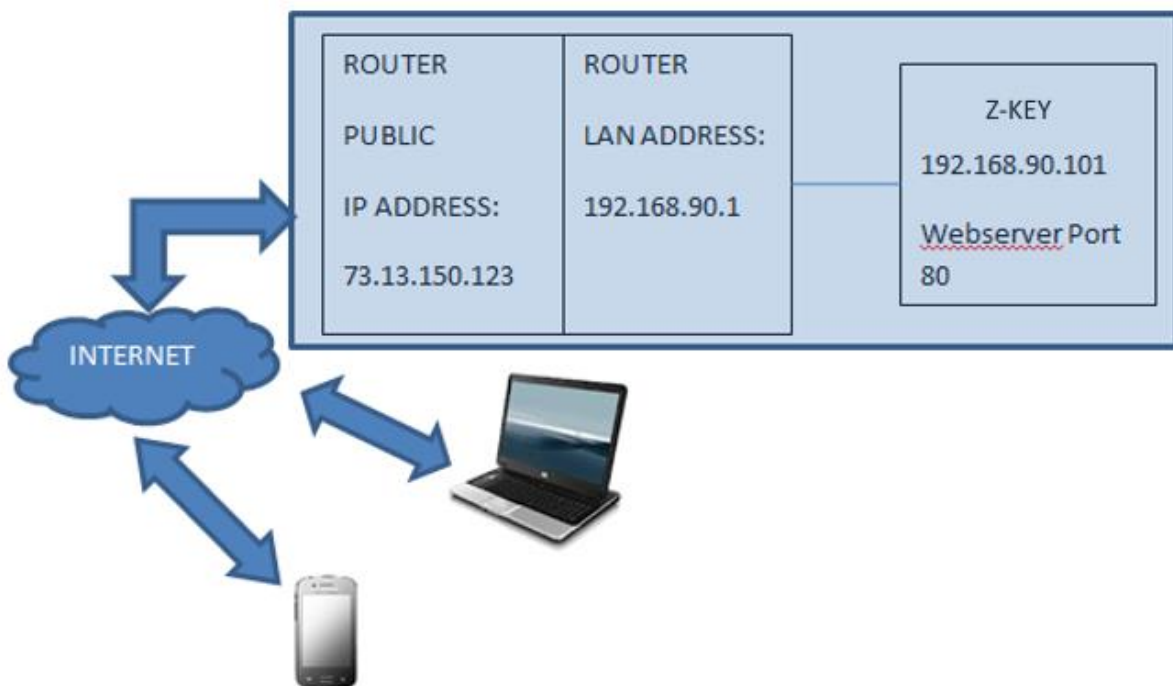 ROUTER
PUBLIC
IP ADDRESS:
73.13.150.123
ROUTER
LAN ADDRESS:
192.168.90.1
Z-KEY
192.168.90.101
Webserver Port
80
INTERNET